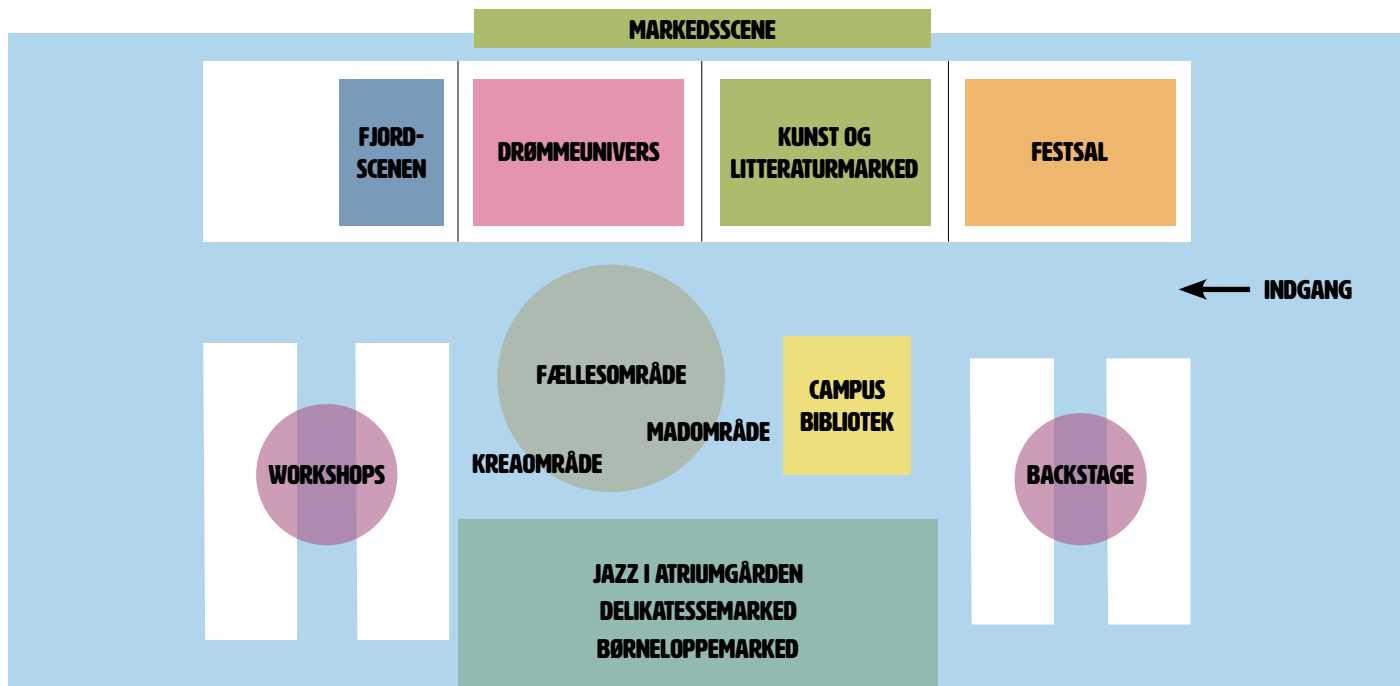 MARKEDSSCENE
FJORD-
SCENEN
DRØMMEUNIVERS
KUNST OG
LITTERATURMARKED
FESTSAL
INDGANG
FÆLLESOMRÅDE
MADOMRÅDE
KREAOMRÅDE
CAMPUS
BIBLIOTEK
WORKSHOPS
BACKSTAGE
JAZZ I ATRIUMGÅRDEN
DELIKATESSEMARKED
BØRNELOPPEMARKED